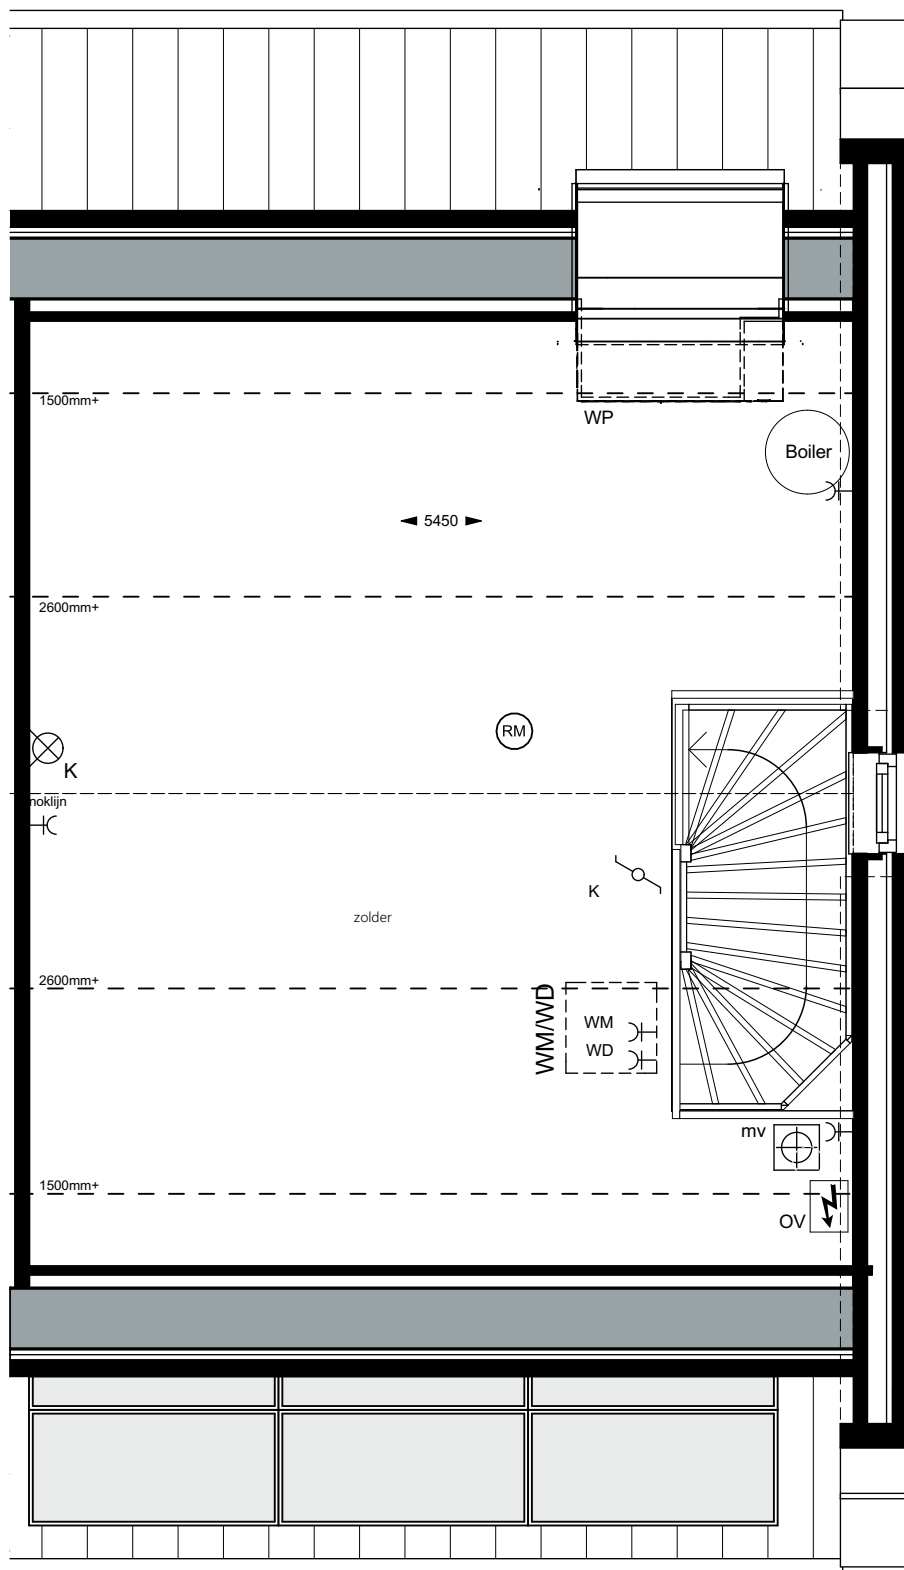 1500mm+
WP
Boiler
5450
2600mm+
RM
K
noklijn
K
zolder
2600mm+
WM/WD
WM
WD
mv
1500mm+
OV